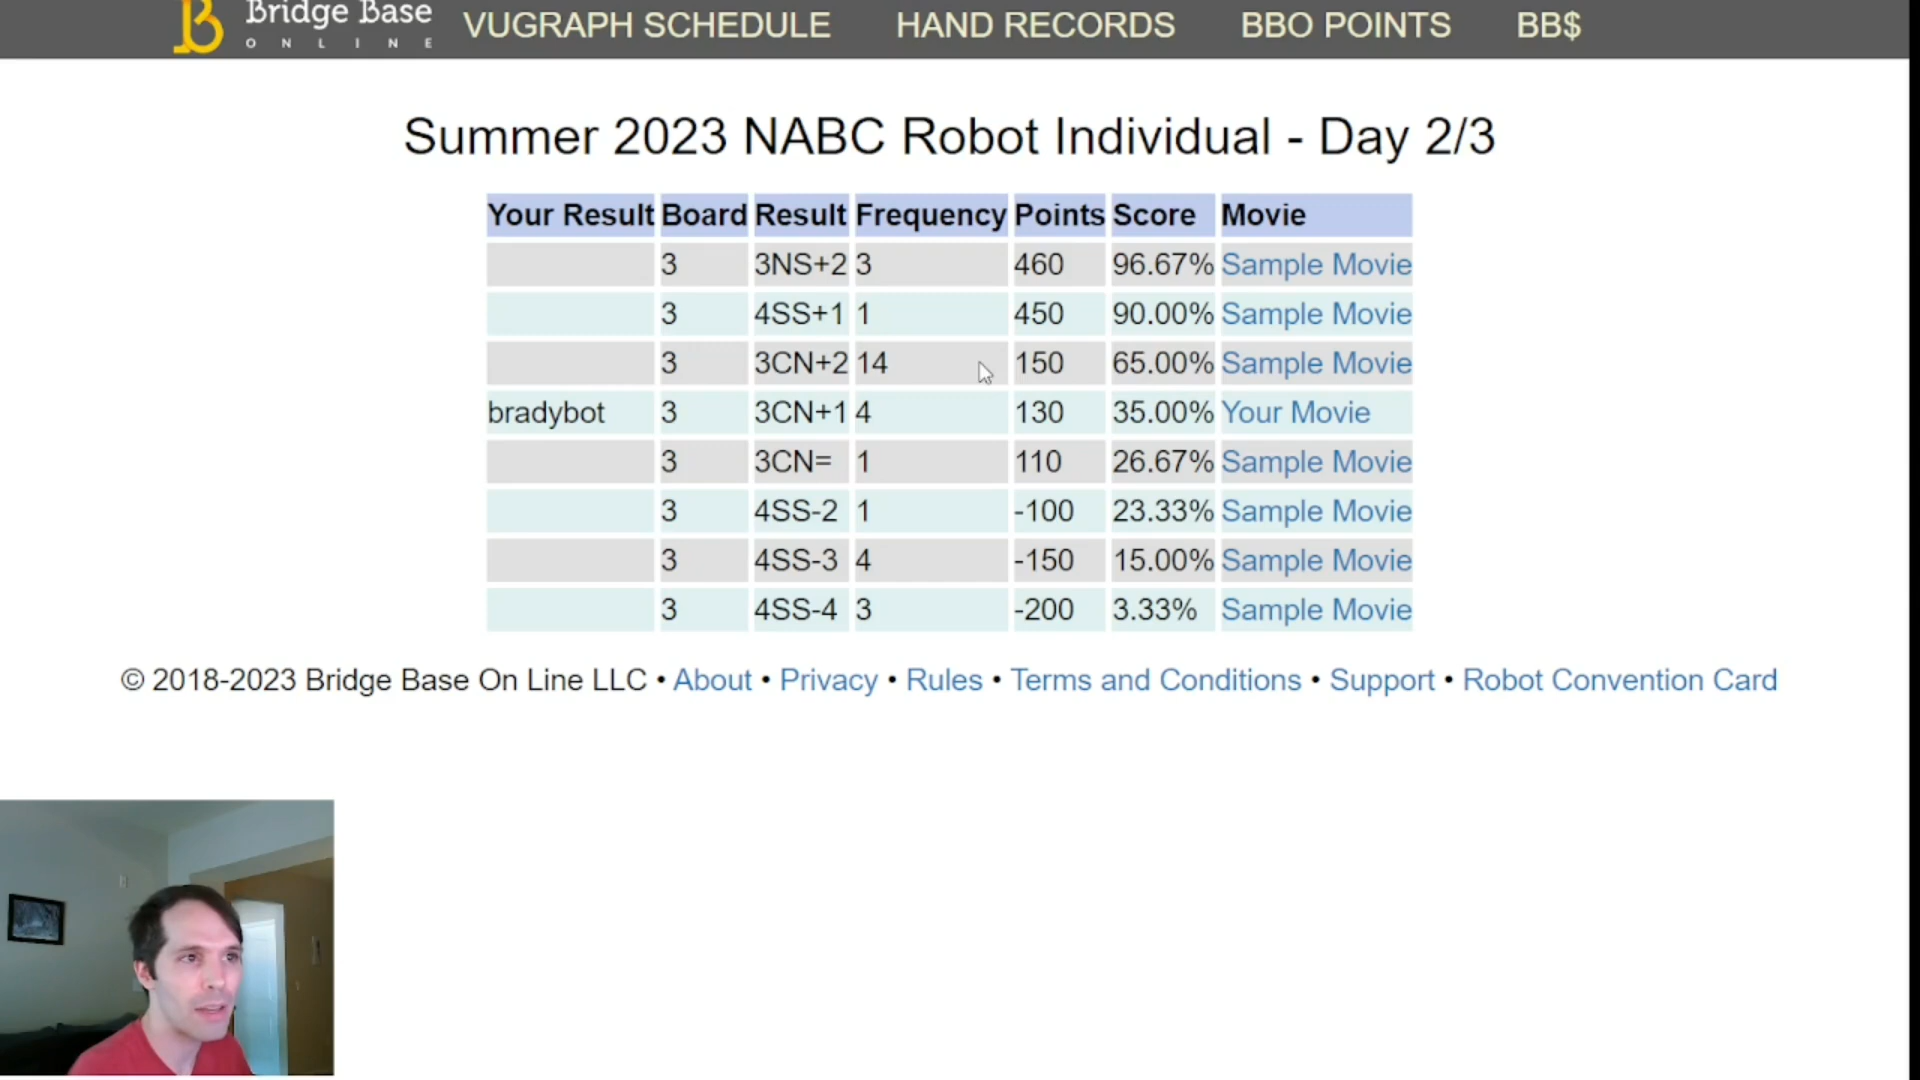 Bridge Base
ONLINE
VUGRAPH SCHEDULE HAND RECORDS BBO POINTS BB$
Summer 2023 NABC Robot Individual - Day 2/3
Your Result Board Result Frequency Points Score Movie
3 3NS+2 3 460 96.67% Sample Movie
3 4SS+1 1 450 90.00% Sample Movie
3 3CN+2 14 150 65.00% Sample Movie
bradybot 3 3CN+1 4 130 35.00% Your Movie
3 3CN= 1 110 26.67% Sample Movie
3 4SS-2 1 -100 23.33% Sample Movie
3 4SS-3 4 -150 15.00% Sample Movie
3 4SS-4 3 -200 3.33% Sample Movie
© 2018-2023 Bridge Base On Line LLC • About • Privacy • Rules • Terms and Conditions • Support • Robot Convention Card